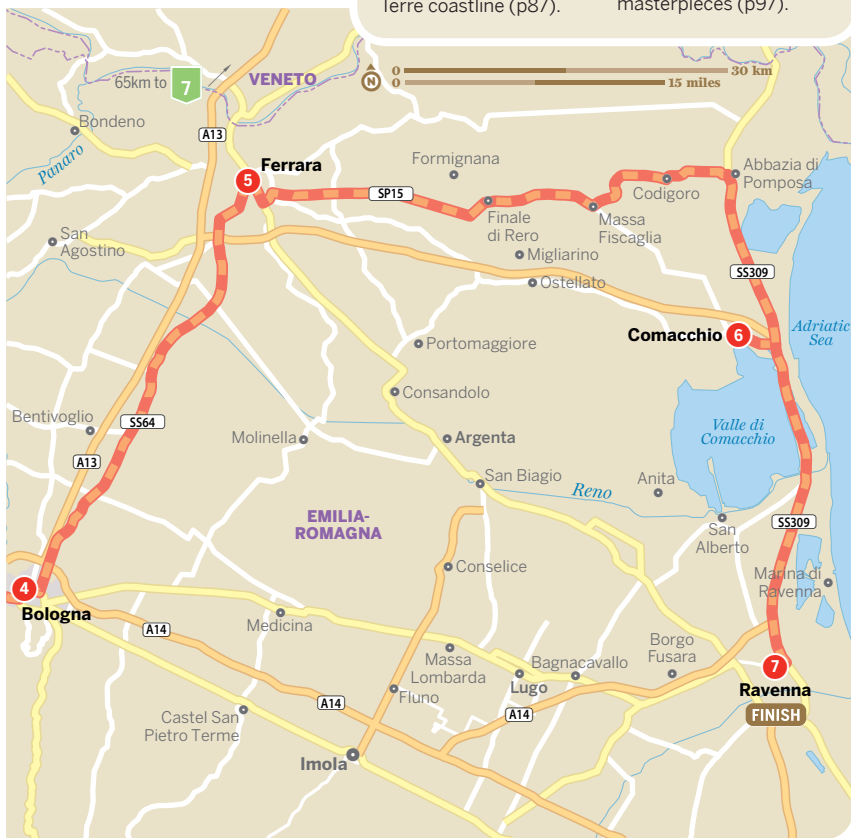 Terre coastline (p87).
masterpieces (p97).
0 30 km
N
0 15 miles
65km to
7
VENETO
Bondeno
Panaro
A13
Ferrara
5
Formignana
SP15
Abbazia di
Pomposa
Codigoro
Finale
di Rero
Massa
Fiscaglia
San
Agostino
Migliarino
Ostellato
SS309
Comacchio
6
Adriatic
Sea
Portomaggiore
Consandolo
Bentivoglio
SS64
Valle di
Comacchio
Molinella
Argenta
A13
San Biagio
Reno
Anita
EMILIA-
ROMAGNA
San
Alberto
SS309
Conselice
Marina di
Ravenna
4
Bologna
Medicina
A14
Massa
Lombarda
Bagnacavallo
Borgo
Fusara
7
Ravenna
FINISH
Lugo
Fluno
A14
A14
Castel San
Pietro Terme
Imola